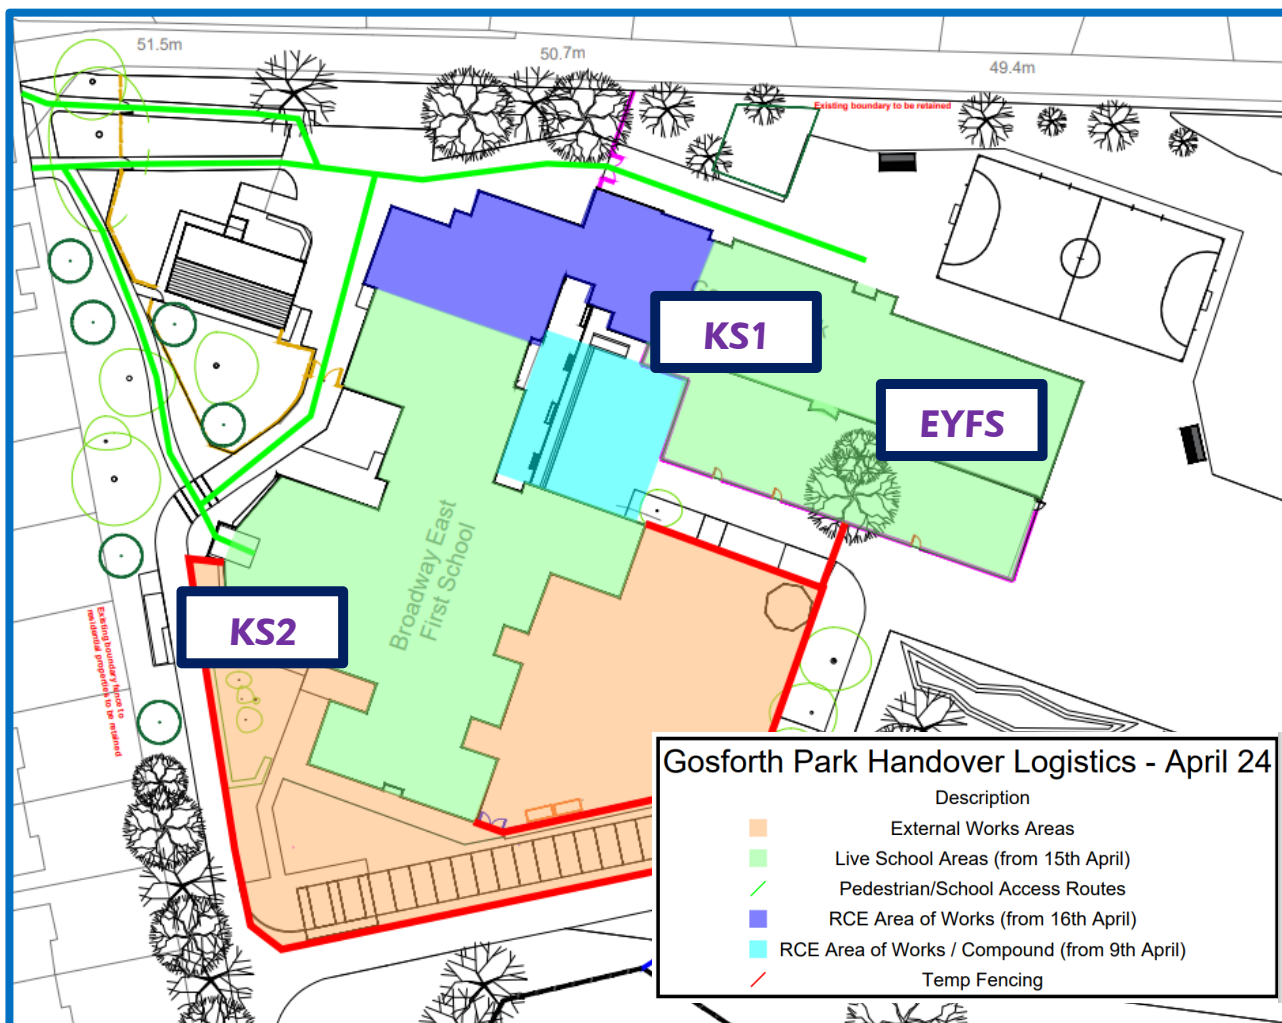 51.5m
50.7m
49.4m
Existing boundary to be retained
KS1
EYFS
Broadway East
First School
KS2
Existing boundary fence to
residential properties to be retained
Gosforth Park Handover Logistics - April 24
Description
External Works Areas
Live School Areas (from 15th April)
Pedestrian/School Access Routes
RCE Area of Works (from 16th April)
RCE Area of Works / Compound (from 9th April)
Temp Fencing